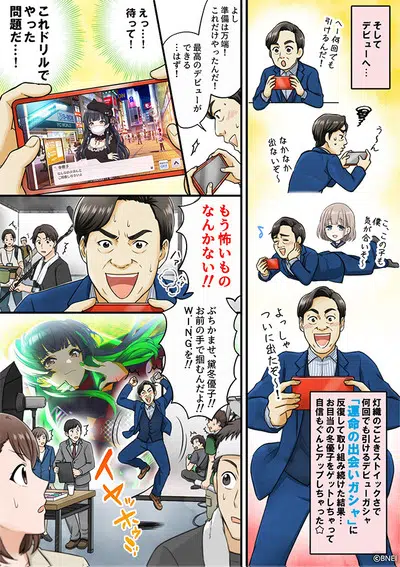 そして
デビューへ…
へ〜何回でも
引けるんだ!
うーん
なかなか
出ないぞ〜
僕、この子も
気が合いそ〜
よっしゃ
ついに出たぞ〜!
灯織のごときストイックさで
何回でも引けるデビューガシャ
「運命の出会いガシャ」に
反復して取り組み続けた結果…
お目当ての冬優子をゲットしちゃって
自信もぐんとアップしちゃった☆
よし
準備は万端!
これだけやったんだ!
最高のデビューが
できる
…はず!
えっ…!
待って!
これドリルで
やった
問題だ…!
もう怖いもの
なんかない!!
ぶちかませ、黛冬優子!!
お前の手で掴むんだよ!!
W.I.N.G.を!!
イヤッホゥ!
©BNEI